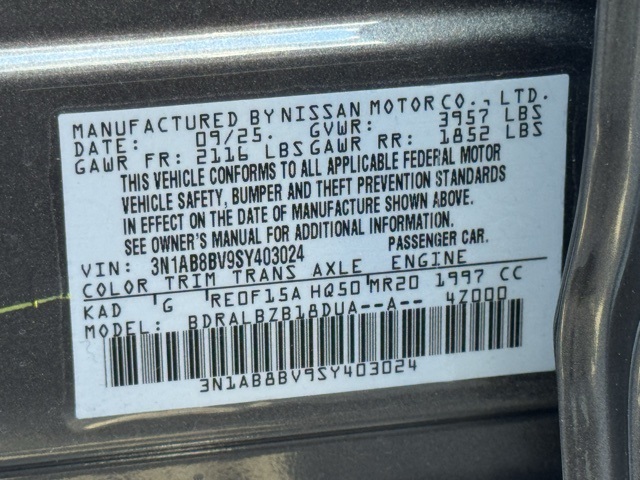 MANUFACTURED BY NISSAN MOTOR CO., LTD.
DATE: 09/25. GVWR: 3957 LBS
GAWR FR: 2116 LBS GAWR RR: 1852 LBS
THIS VEHICLE CONFORMS TO ALL APPLICABLE FEDERAL MOTOR
VEHICLE SAFETY, BUMPER AND THEFT PREVENTION STANDARDS
IN EFFECT ON THE DATE OF MANUFACTURE SHOWN ABOVE.
SEE OWNER'S MANUAL FOR ADDITIONAL INFORMATION.
VIN: 3N1AB8BV9SY403024 PASSENGER CAR.
COLOR TRIM TRANS AXLE ENGINE
KAD G RE0F15A HQ50 MR20 1997 CC
MODEL: BDRALBZB18DUA--A-- 4Z000
3N1AB8BV9SY403024